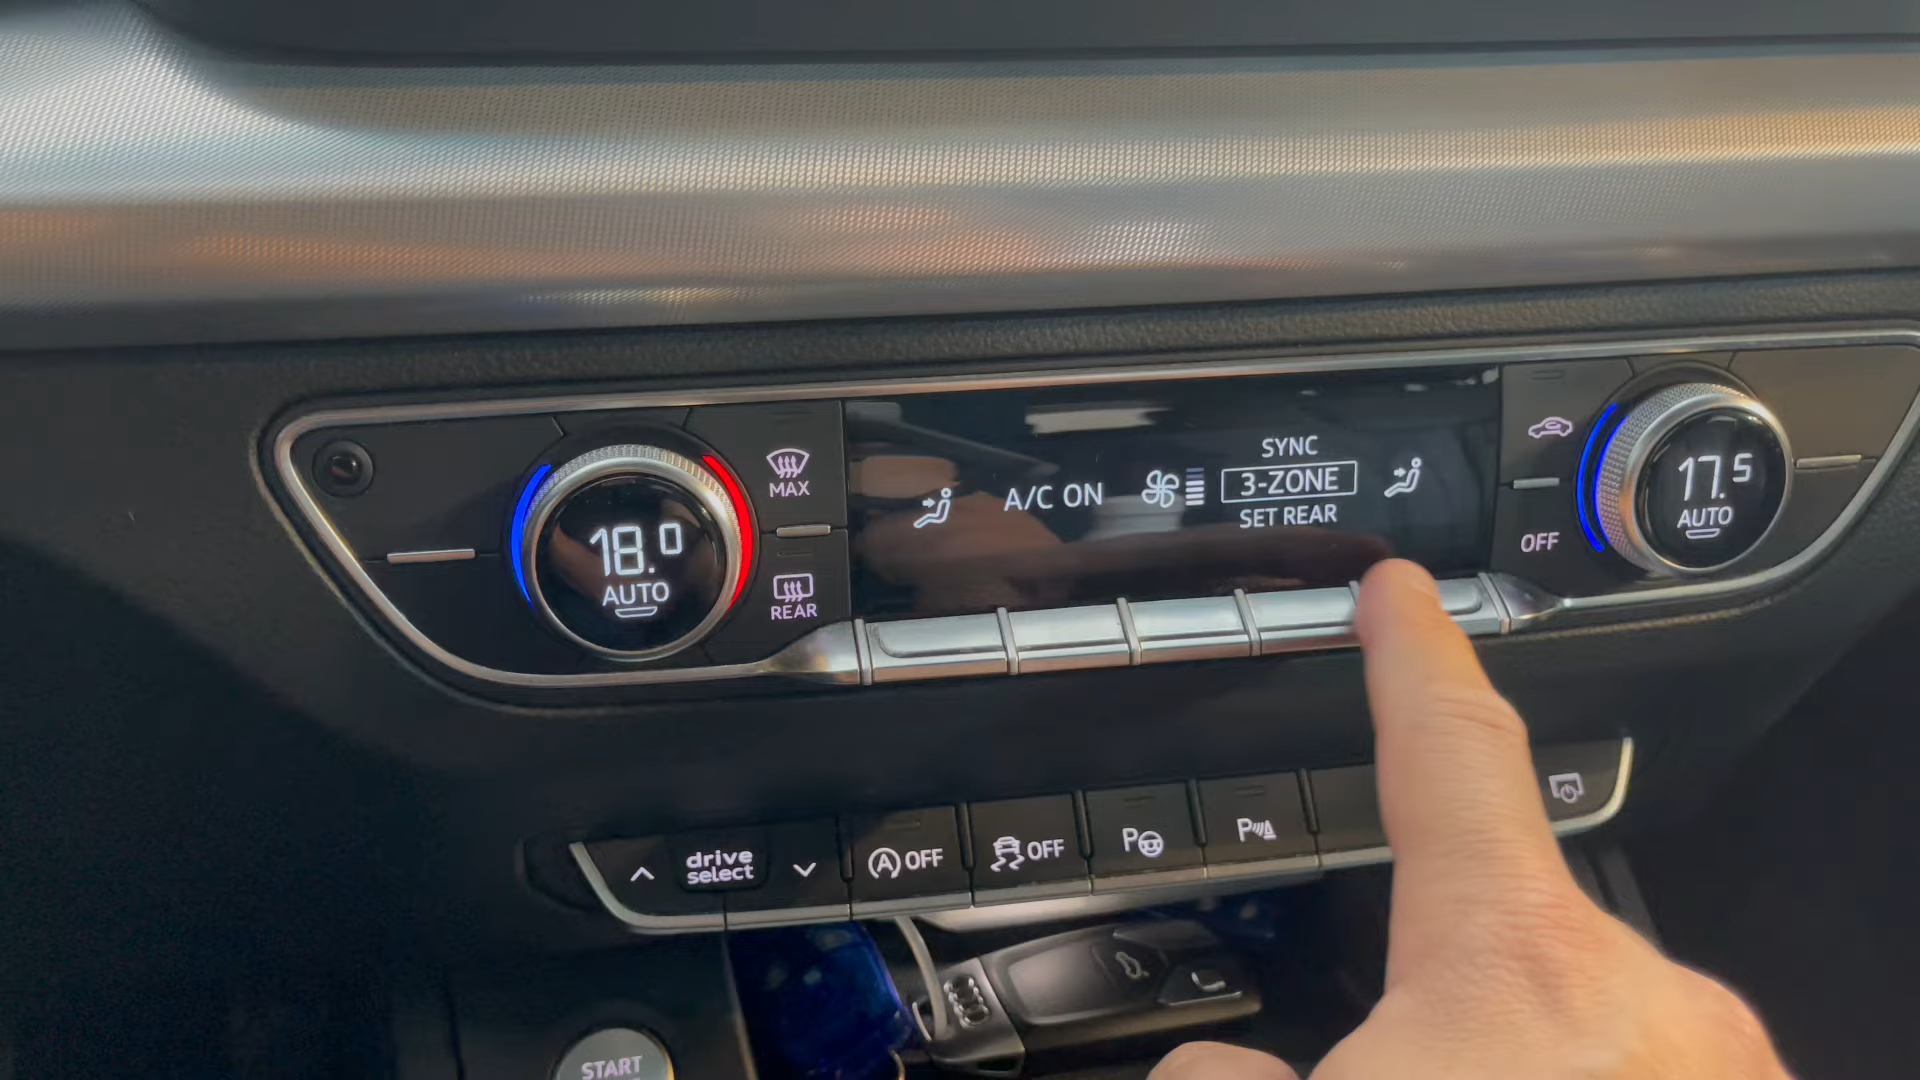 MAX
18.0
AUTO
REAR
A/C ON
SYNC
3-ZONE
SET REAR
OFF
17.5
AUTO
drive
select
A OFF
OFF
P
P
START